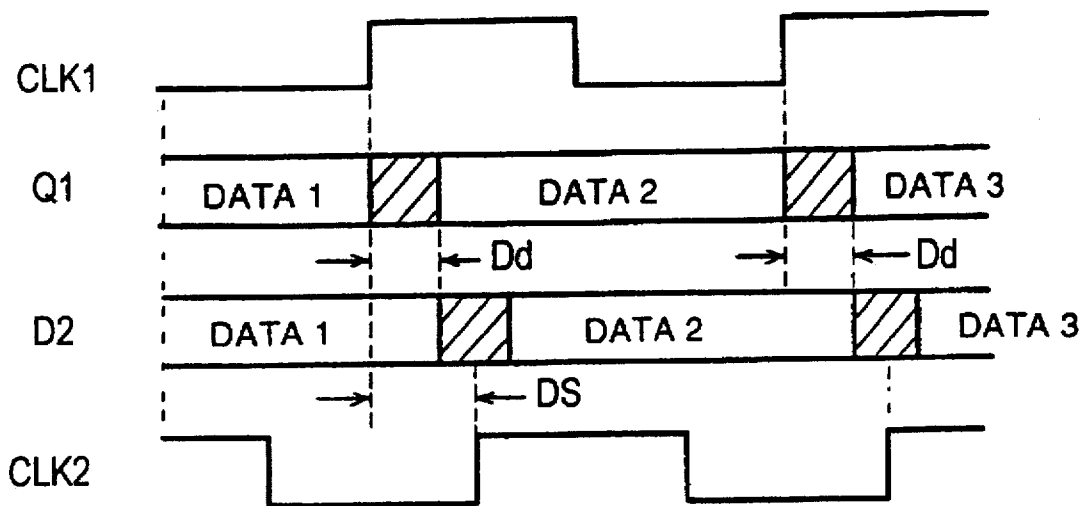 CLK1
Q1 DATA 1 DATA 2 DATA 3
Dd Dd
D2 DATA 1 DATA 2 DATA 3
DS
CLK2